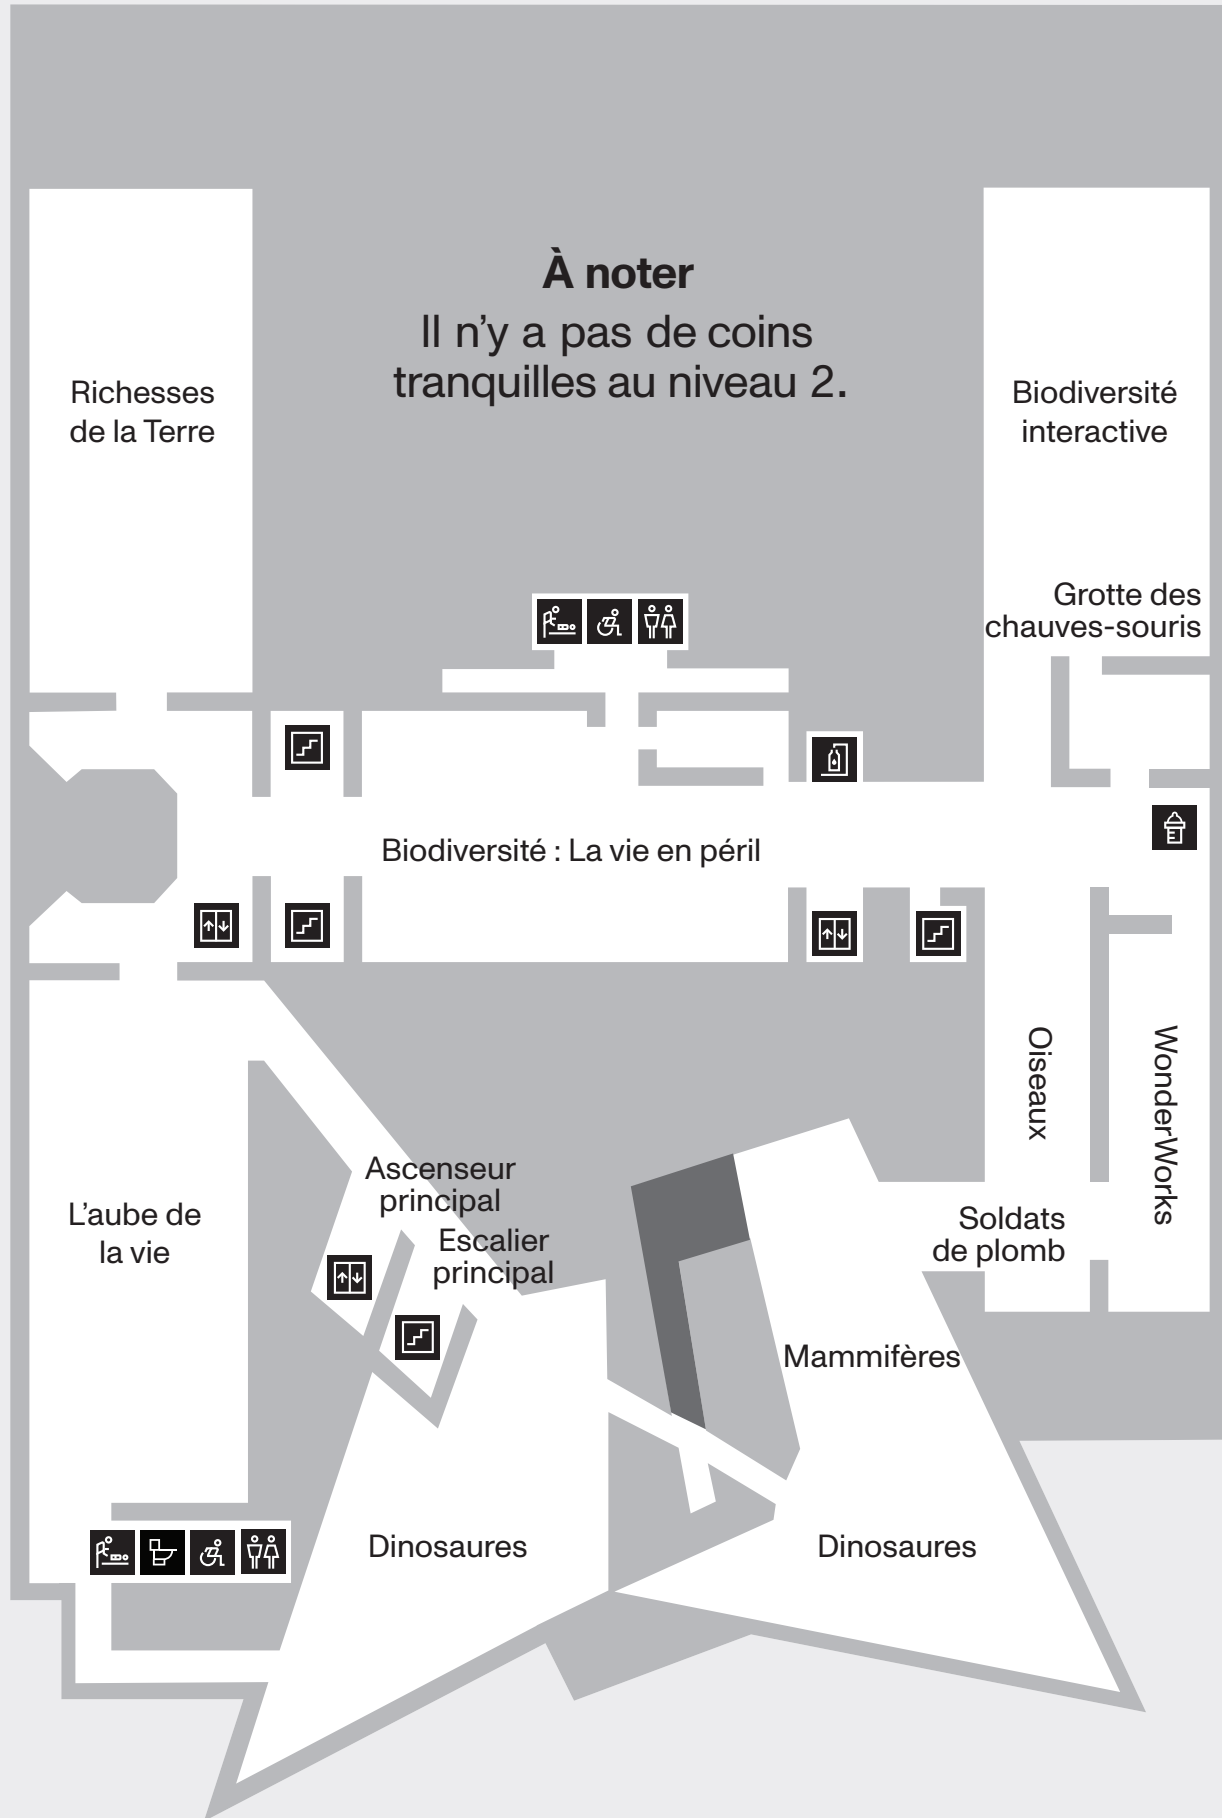 À noter
Il n'y a pas de coins
tranquilles au niveau 2.
Richesses
de la Terre
Biodiversité
interactive
Grotte des
chauves-souris
Biodiversité : La vie en péril
Oiseaux
WonderWorks
Ascenseur
principal
L'aube de
la vie
Escalier
principal
Soldats
de plomb
Mammifères
Dinosaures
Dinosaures